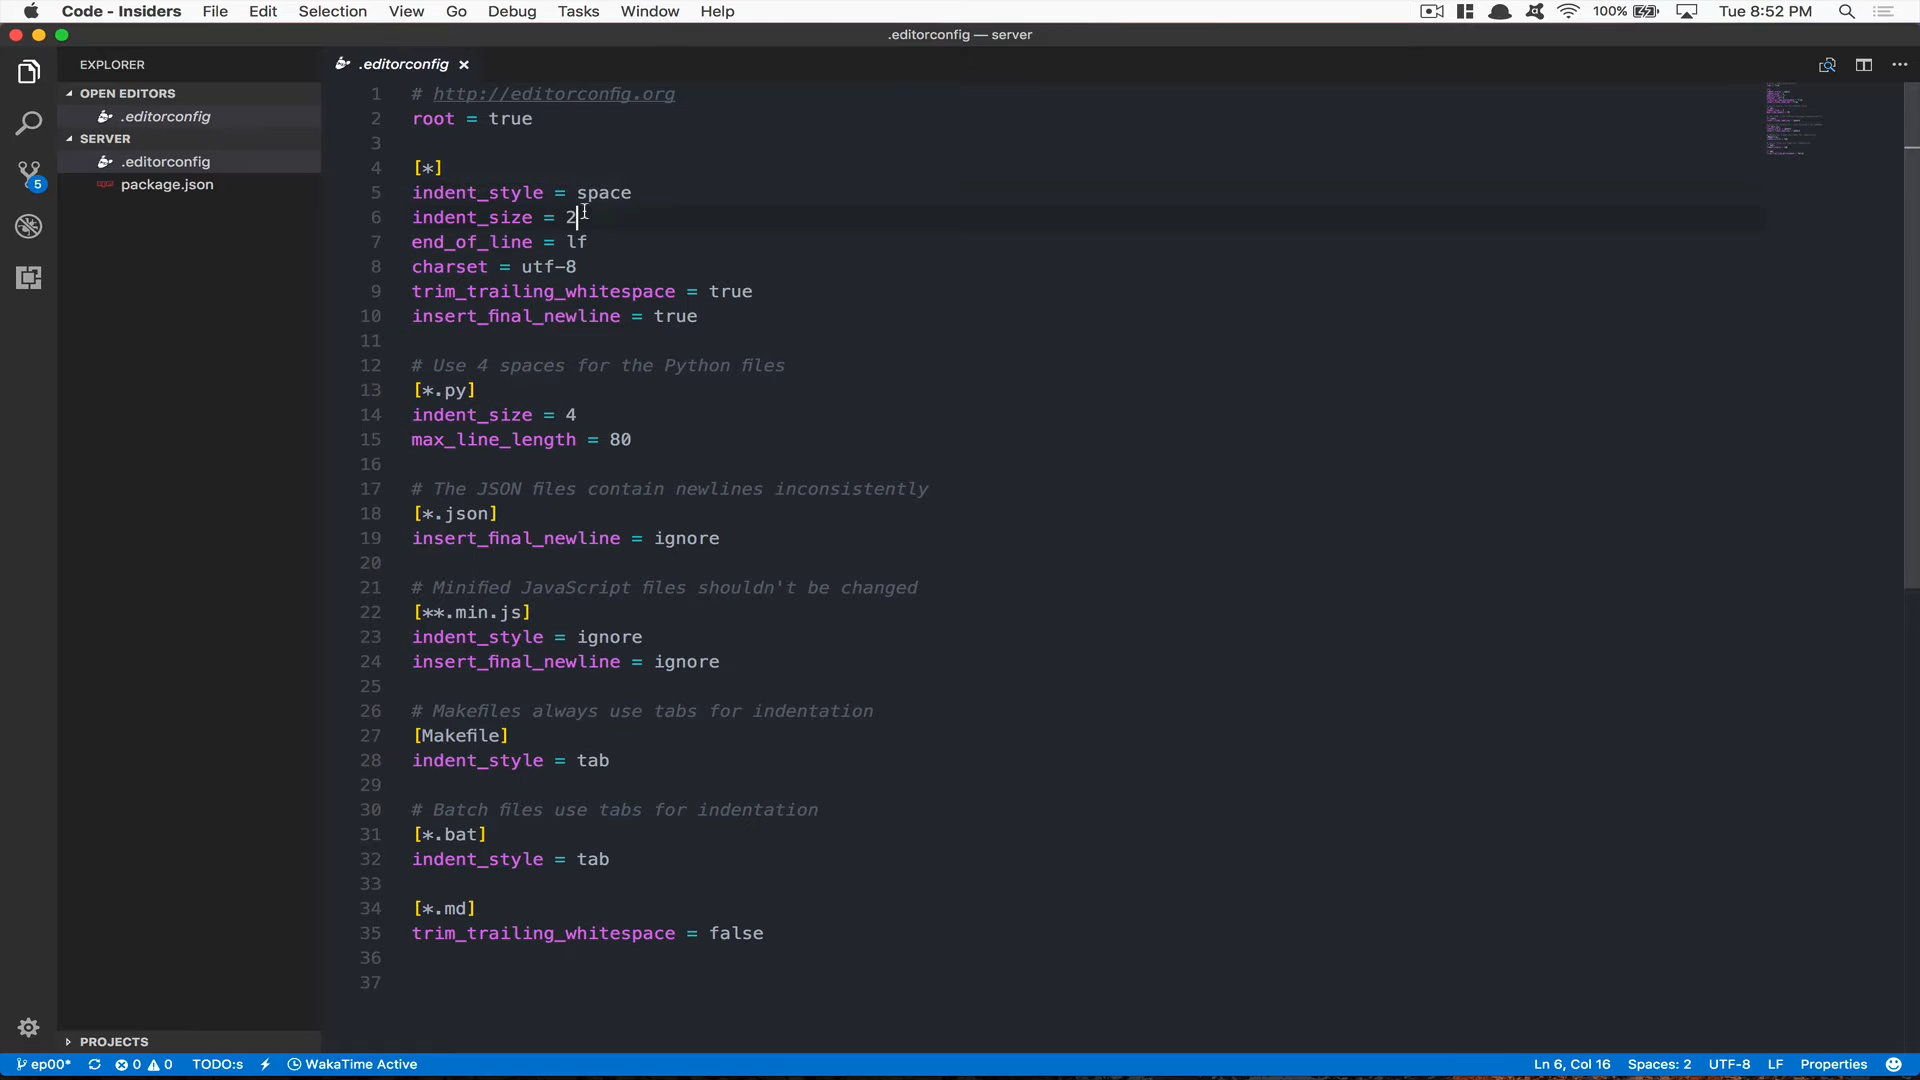 Code - Insiders File Edit Selection View Go Debug Tasks Window Help 100% Tue 8:52 PM
.editorconfig — server
EXPLORER
OPEN EDITORS
.editorconfig
SERVER
.editorconfig
package.json
5
PROJECTS
.editorconfig ×
1 # http://editorconfig.org
2 root = true
3
4 [*]
5 indent_style = space
6 indent_size = 2
7 end_of_line = lf
8 charset = utf-8
9 trim_trailing_whitespace = true
10 insert_final_newline = true
11
12 # Use 4 spaces for the Python files
13 [*.py]
14 indent_size = 4
15 max_line_length = 80
16
17 # The JSON files contain newlines inconsistently
18 [*.json]
19 insert_final_newline = ignore
20
21 # Minified JavaScript files shouldn't be changed
22 [**.min.js]
23 indent_style = ignore
24 insert_final_newline = ignore
25
26 # Makefiles always use tabs for indentation
27 [Makefile]
28 indent_style = tab
29
30 # Batch files use tabs for indentation
31 [*.bat]
32 indent_style = tab
33
34 [*.md]
35 trim_trailing_whitespace = false
36
37
ep00* 0 0 TODO:s WakaTime Active Ln 6, Col 16 Spaces: 2 UTF-8 LF Properties